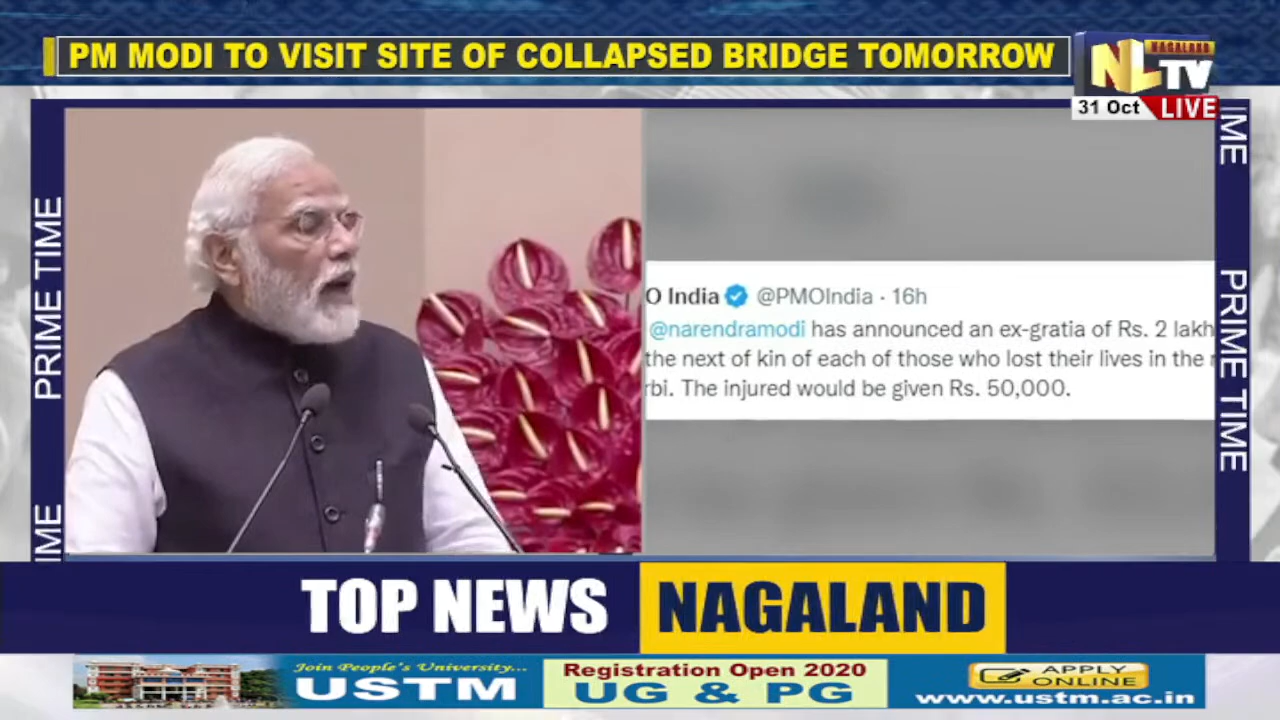 PM MODI TO VISIT SITE OF COLLAPSED BRIDGE TOMORROW
NAGALAND
NL TV
31 Oct LIVE
PRIME TIME
IME
IME
PRIME TIME
O India @PMOIndia · 16h
@narendramodi has announced an ex-gratia of Rs. 2 lakh
the next of kin of each of those who lost their lives in the
rbi. The injured would be given Rs. 50,000.
TOP NEWS NAGALAND
Join People's University...
USTM
Registration Open 2020
UG & PG
APPLY
ONLINE
www.ustm.ac.in